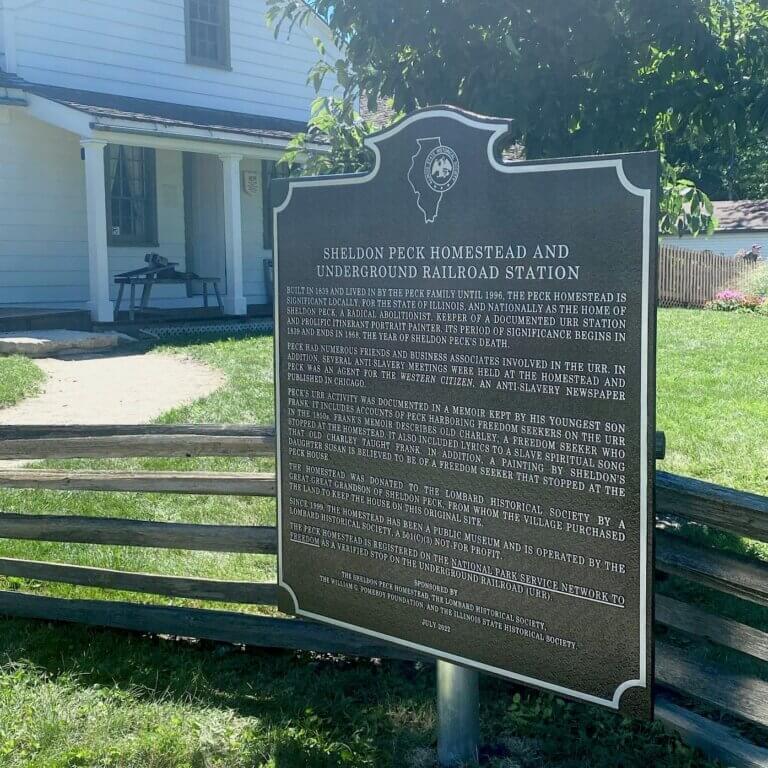 SHELDON PECK HOMESTEAD AND
UNDERGROUND RAILROAD STATION
BUILT IN 1839 AND LIVED IN BY THE PECK FAMILY UNTIL 1996, THE PECK HOMESTEAD IS
SIGNIFICANT LOCALLY, FOR THE STATE OF ILLINOIS, AND NATIONALLY AS THE HOME OF
SHELDON PECK, A RADICAL ABOLITIONIST, KEEPER OF A DOCUMENTED URR STATION
AND PROLIFIC ITINERANT PORTRAIT PAINTER. ITS PERIOD OF SIGNIFICANCE BEGINS IN
1839 AND ENDS IN 1868, THE YEAR OF SHELDON PECK'S DEATH.
PECK HAD NUMEROUS FRIENDS AND BUSINESS ASSOCIATES INVOLVED IN THE URR. IN
ADDITION, SEVERAL ANTI-SLAVERY MEETINGS WERE HELD AT THE HOMESTEAD AND
PECK WAS AN AGENT FOR THE WESTERN CITIZEN, AN ANTI-SLAVERY NEWSPAPER
PUBLISHED IN CHICAGO.
PECK'S URR ACTIVITY WAS DOCUMENTED IN A MEMOIR KEPT BY HIS YOUNGEST SON
FRANK. IT INCLUDES ACCOUNTS OF PECK HARBORING FREEDOM SEEKERS ON THE URR
IN THE 1850s. FRANK'S MEMOIR DESCRIBES OLD CHARLEY, A FREEDOM SEEKER WHO
STOPPED AT THE HOMESTEAD. IT ALSO INCLUDED LYRICS TO A SLAVE SPIRITUAL SONG
THAT OLD CHARLEY TAUGHT FRANK. IN ADDITION, A PAINTING BY SHELDON'S
DAUGHTER SUSAN IS BELIEVED TO BE OF A FREEDOM SEEKER THAT STOPPED AT THE
PECK HOUSE.
THE HOMESTEAD WAS DONATED TO THE LOMBARD HISTORICAL SOCIETY BY A
GREAT GREAT GRANDSON OF SHELDON PECK, FROM WHOM THE VILLAGE PURCHASED
THE LAND TO KEEP THE HOUSE ON THIS ORIGINAL SITE.
SINCE 1999, THE HOMESTEAD HAS BEEN A PUBLIC MUSEUM AND IS OPERATED BY THE
LOMBARD HISTORICAL SOCIETY, A 501(C)(3) NOT-FOR PROFIT.
THE PECK HOMESTEAD IS REGISTERED ON THE NATIONAL PARK SERVICE NETWORK TO
FREEDOM AS A VERIFIED STOP ON THE UNDERGROUND RAILROAD (URR).
SPONSORED BY
THE SHELDON PECK HOMESTEAD, THE LOMBARD HISTORICAL SOCIETY,
THE WILLIAM G. POMEROY FOUNDATION AND THE ILLINOIS STATE HISTORICAL SOCIETY.
JULY 2022